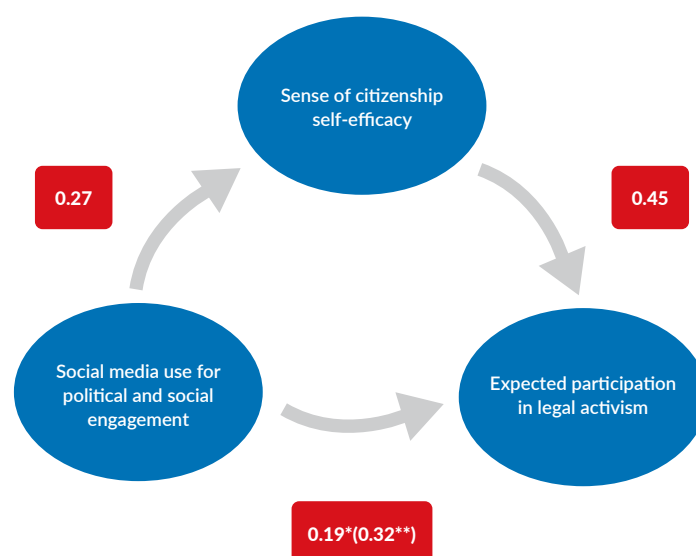 Sense of citizenship
self-efficacy
0.27
0.45
Social media use for
political and social
engagement
Expected participation
in legal activism
0.19*(0.32**)